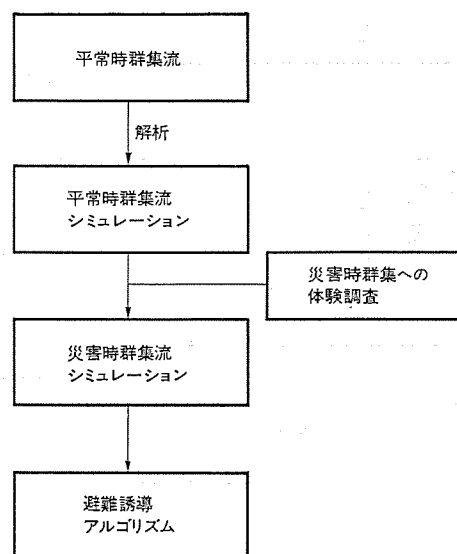 平常時群集流
解析
平常時群集流
シミュレーション
災害時群集への
体験調査
災害時群集流
シミュレーション
避難誘導
アルゴリズム